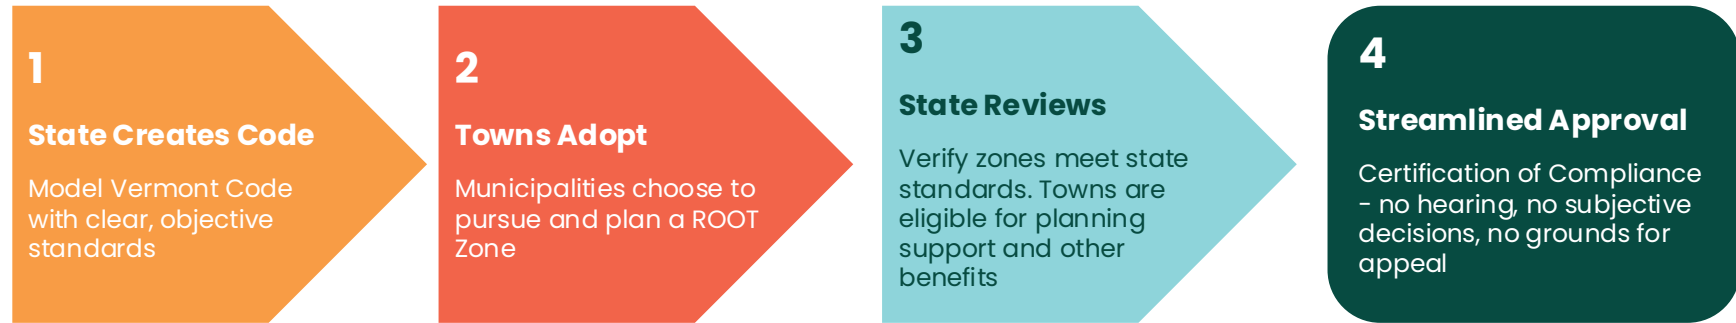 1
State Creates Code
Model Vermont Code
with clear, objective
standards
2
Towns Adopt
Municipalities choose to
pursue and plan a ROOT
Zone
3
State Reviews
Verify zones meet state
standards. Towns are
eligible for planning
support and other
benefits
4
Streamlined Approval
Certification of Compliance
- no hearing, no subjective
decisions, no grounds for
appeal